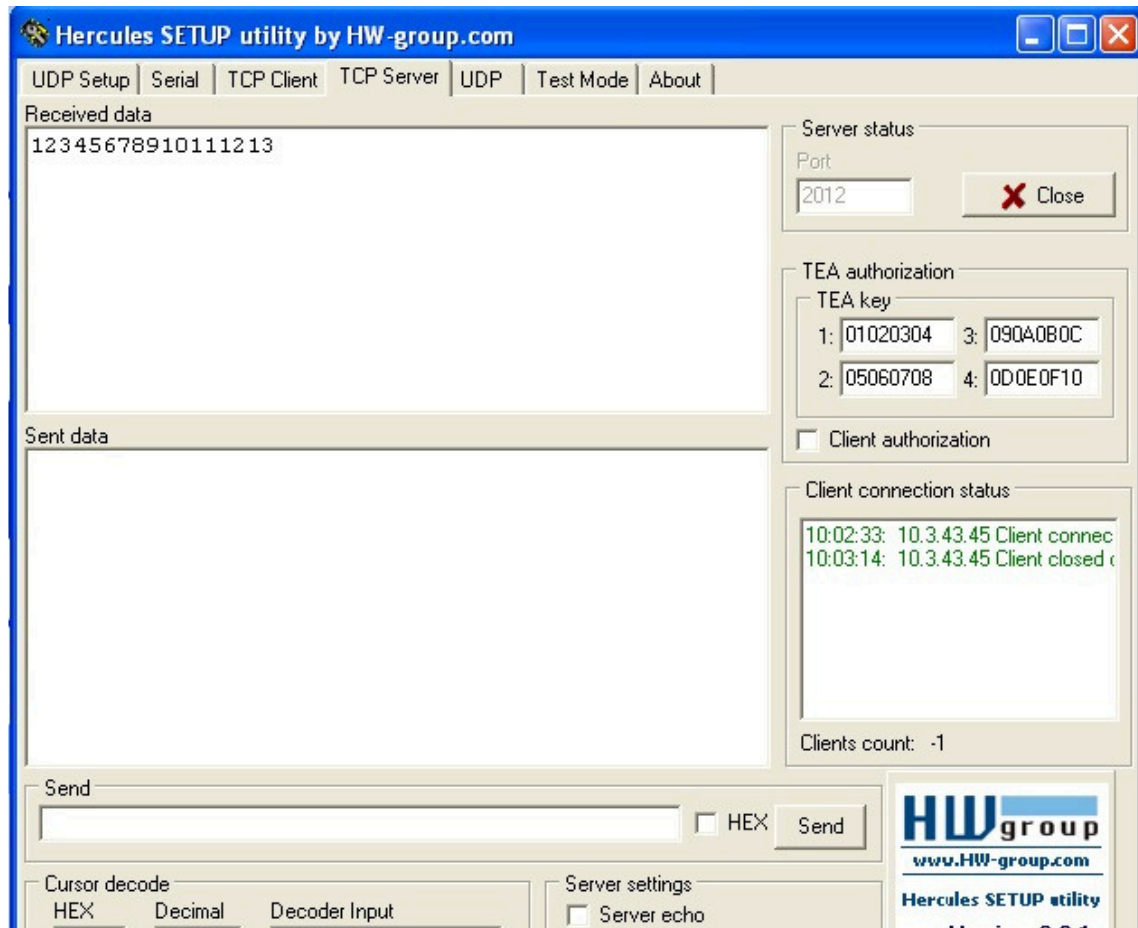 Hercules SETUP utility by HW-group.com
UDP Setup Serial TCP Client TCP Server UDP Test Mode About
Received data
12345678910111213
Server status
Port
2012
Close
TEA authorization
TEA key
1: 01020304 3: 090A0B0C
2: 05060708 4: 0D0E0F10
Client authorization
Sent data
Client connection status
10:02:33: 10.3.43.45 Client connec
10:03:14: 10.3.43.45 Client closed
Clients count: -1
Send
HEX Send
HWgroup
www.HW-group.com
Hercules SETUP utility
Cursor decode
HEX Decimal Decoder Input
Server settings
Server echo